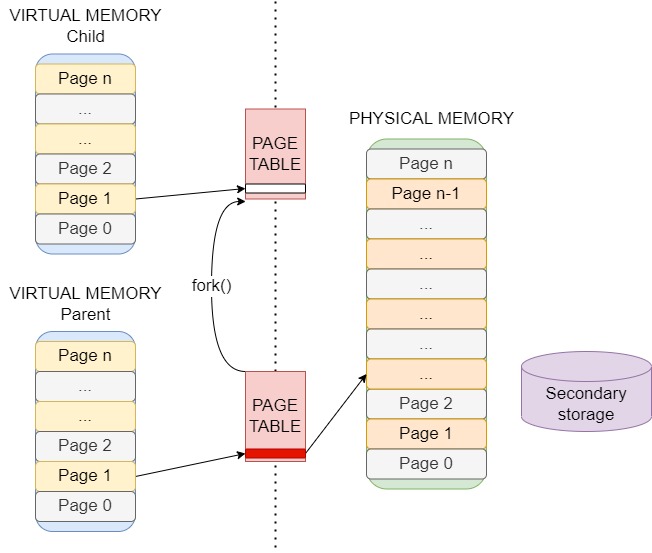 VIRTUAL MEMORY
Child
Page n
...
...
Page 2
Page 1
Page 0
PAGE
TABLE
fork()
VIRTUAL MEMORY
Parent
Page n
...
...
Page 2
Page 1
Page 0
PAGE
TABLE
PHYSICAL MEMORY
Page n
Page n-1
...
...
...
...
...
...
Page 2
Page 1
Page 0
Secondary
storage